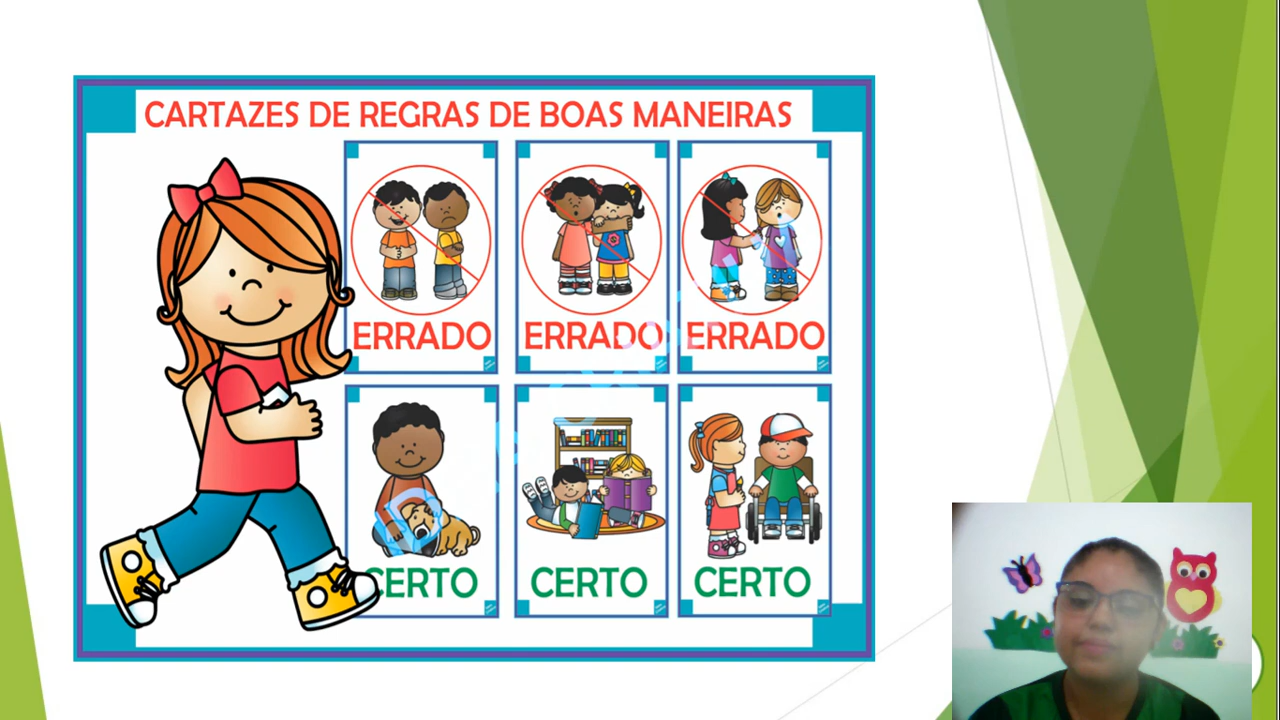 CARTAZES DE REGRAS DE BOAS MANEIRAS
ERRADO ERRADO ERRADO
CERTO CERTO CERTO